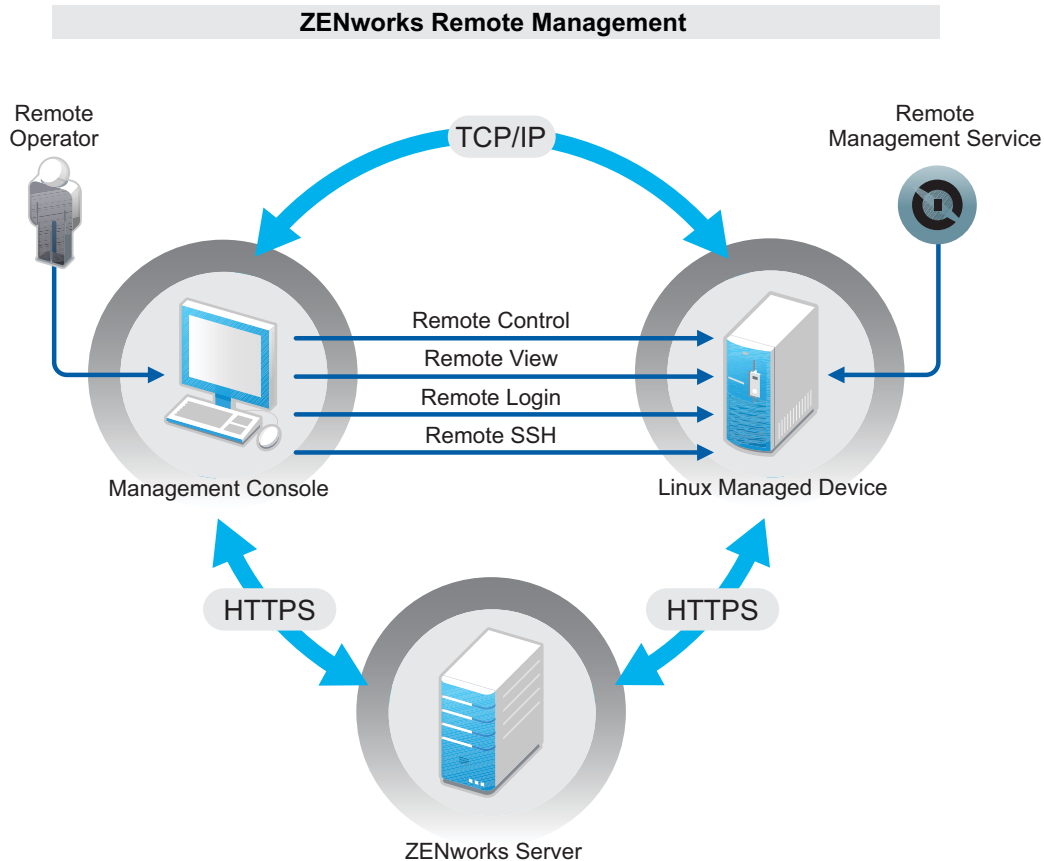 ZENworks Remote Management
Remote
Operator
TCP/IP
Remote
Management Service
Remote Control
Remote View
Remote Login
Remote SSH
Management Console
Linux Managed Device
HTTPS
HTTPS
ZENworks Server